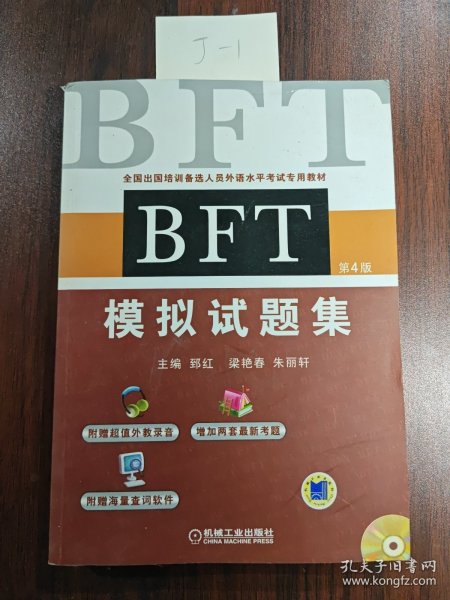 J-1
BFT
全国出国培训备选人员外语水平考试专用教材
BFT
第4版
模拟试题集
主编 郅红 梁艳春 朱丽轩
附赠超值外教录音
增加两套最新考题
附赠海量查词软件
机械工业出版社
CHINA MACHINE PRESS
孔夫子旧书网
www.kongfz.com